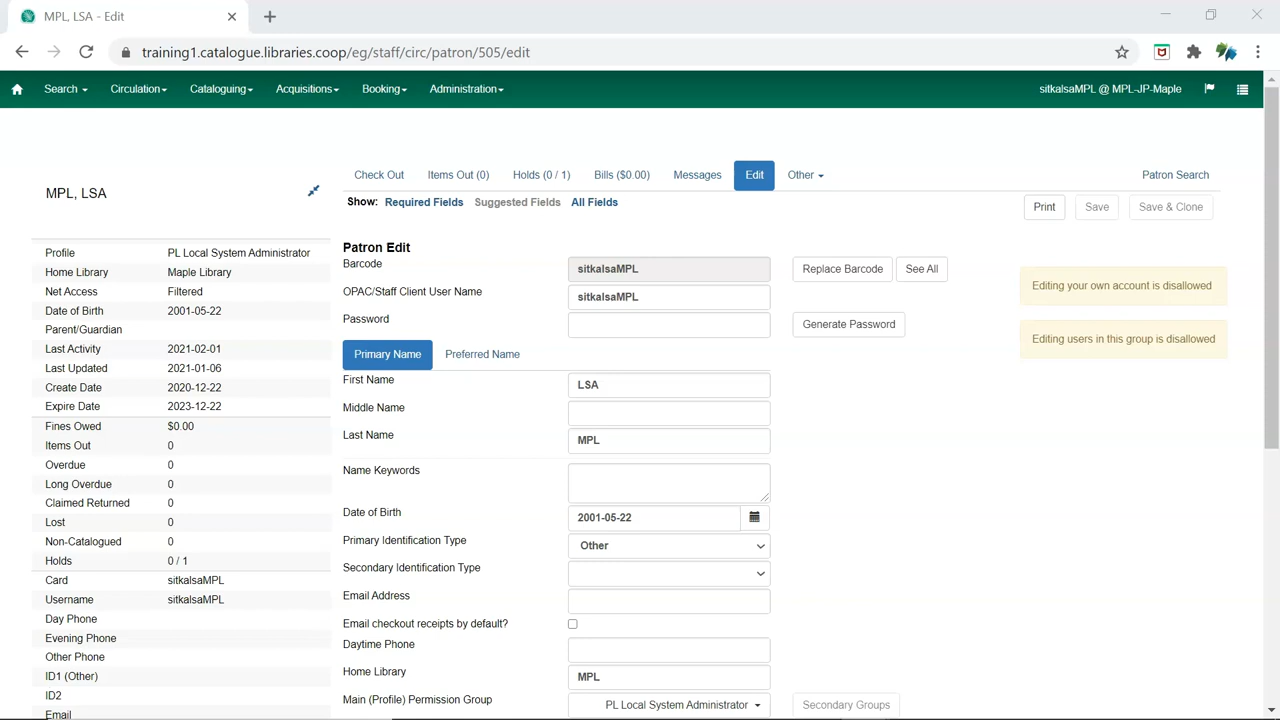 MPL, LSA - Edit
training1.catalogue.libraries.coop/eg/staff/circ/patron/505/edit
Search Circulation Cataloguing Acquisitions Booking Administration sitkalsaMPL @ MPL-JP-Maple
Check Out Items Out (0) Holds (0 / 1) Bills ($0.00) Messages Edit Other Patron Search
MPL, LSA
Show: Required Fields Suggested Fields All Fields
Print Save Save & Clone
Profile PL Local System Administrator
Home Library Maple Library
Net Access Filtered
Date of Birth 2001-05-22
Parent/Guardian
Last Activity 2021-02-01
Last Updated 2021-01-06
Create Date 2020-12-22
Expire Date 2023-12-22
Fines Owed $0.00
Items Out 0
Overdue 0
Long Overdue 0
Claimed Returned 0
Lost 0
Non-Catalogued 0
Holds 0 / 1
Card sitkalsaMPL
Username sitkalsaMPL
Day Phone
Evening Phone
Other Phone
ID1 (Other)
ID2
Email
Patron Edit
Barcode sitkalsaMPL Replace Barcode See All
OPAC/Staff Client User Name sitkalsaMPL
Password Generate Password
Primary Name Preferred Name
First Name LSA
Middle Name
Last Name MPL
Name Keywords
Date of Birth 2001-05-22
Primary Identification Type Other
Secondary Identification Type
Email Address
Email checkout receipts by default?
Daytime Phone
Home Library MPL
Main (Profile) Permission Group PL Local System Administrator Secondary Groups
Editing your own account is disallowed
Editing users in this group is disallowed